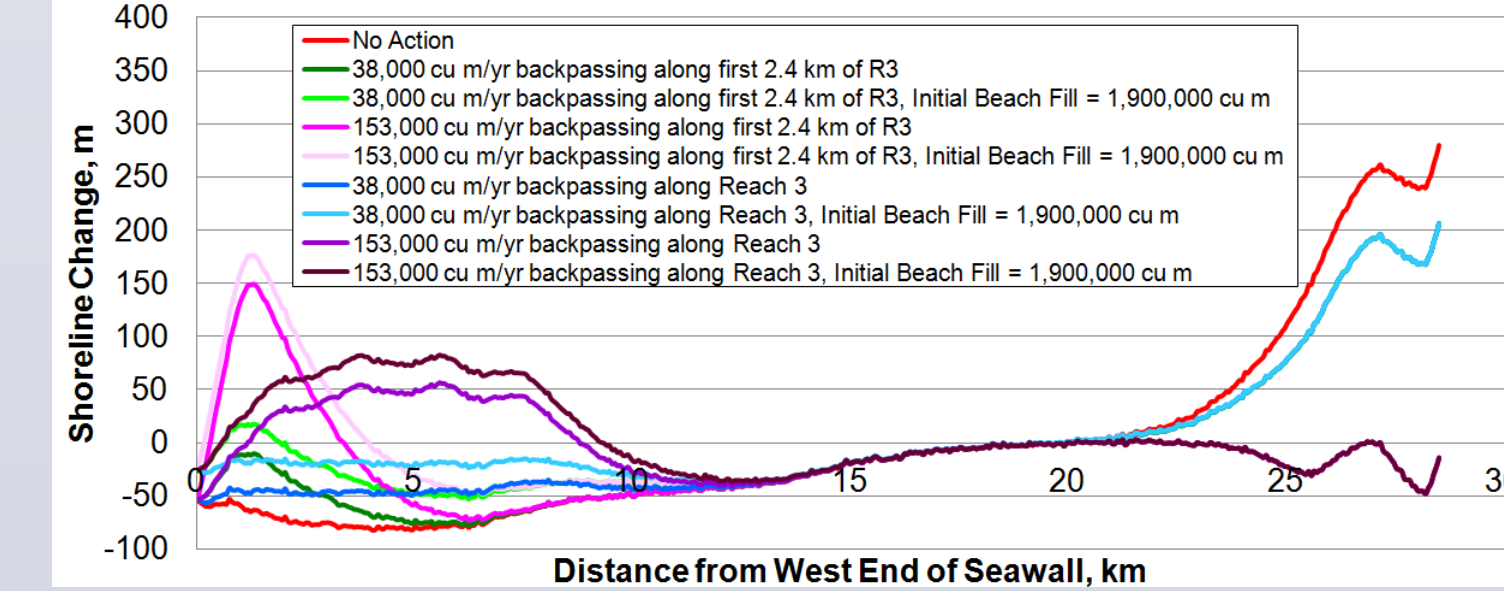 400
350
300
250
200
150
100
50
0
-50
-100
Shoreline Change, m
No Action
38,000 cu m/yr backpassing along first 2.4 km of R3
38,000 cu m/yr backpassing along first 2.4 km of R3, Initial Beach Fill = 1,900,000 cu m
153,000 cu m/yr backpassing along first 2.4 km of R3
153,000 cu m/yr backpassing along first 2.4 km of R3, Initial Beach Fill = 1,900,000 cu m
38,000 cu m/yr backpassing along Reach 3
38,000 cu m/yr backpassing along Reach 3, Initial Beach Fill = 1,900,000 cu m
153,000 cu m/yr backpassing along Reach 3
153,000 cu m/yr backpassing along Reach 3, Initial Beach Fill = 1,900,000 cu m
0 5 10 15 20 25
Distance from West End of Seawall, km